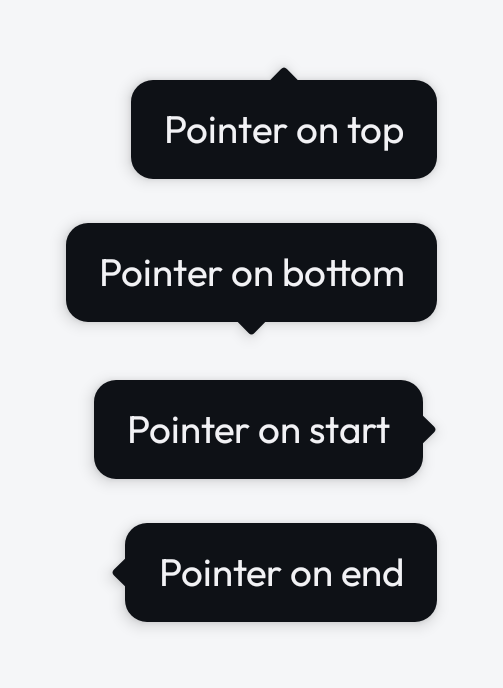 Pointer on top
Pointer on bottom
Pointer on start
Pointer on end